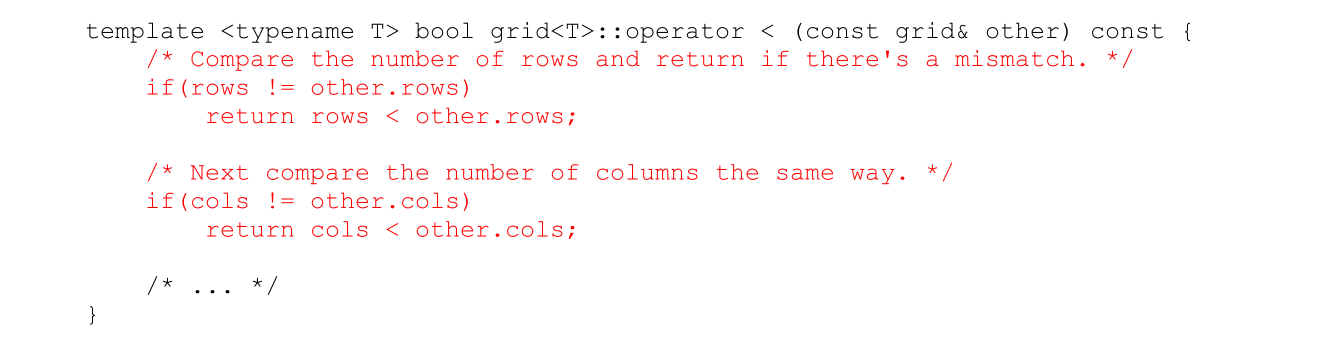 template <typename T> bool grid<T>::operator < (const grid& other) const {
    /* Compare the number of rows and return if there's a mismatch. */
    if(rows != other.rows)
        return rows < other.rows;

    /* Next compare the number of columns the same way. */
    if(cols != other.cols)
        return cols < other.cols;

    /* ... */
}